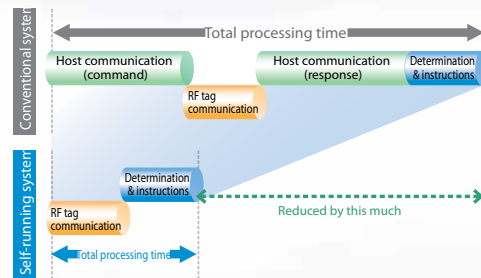 Conventional system
Total processing time
Host communication
(command)
Host communication
(response)
Determination
& instructions
RF tag
communication
Self-running system
Determination
& instructions
RF tag
communication
Reduced by this much
Total processing time